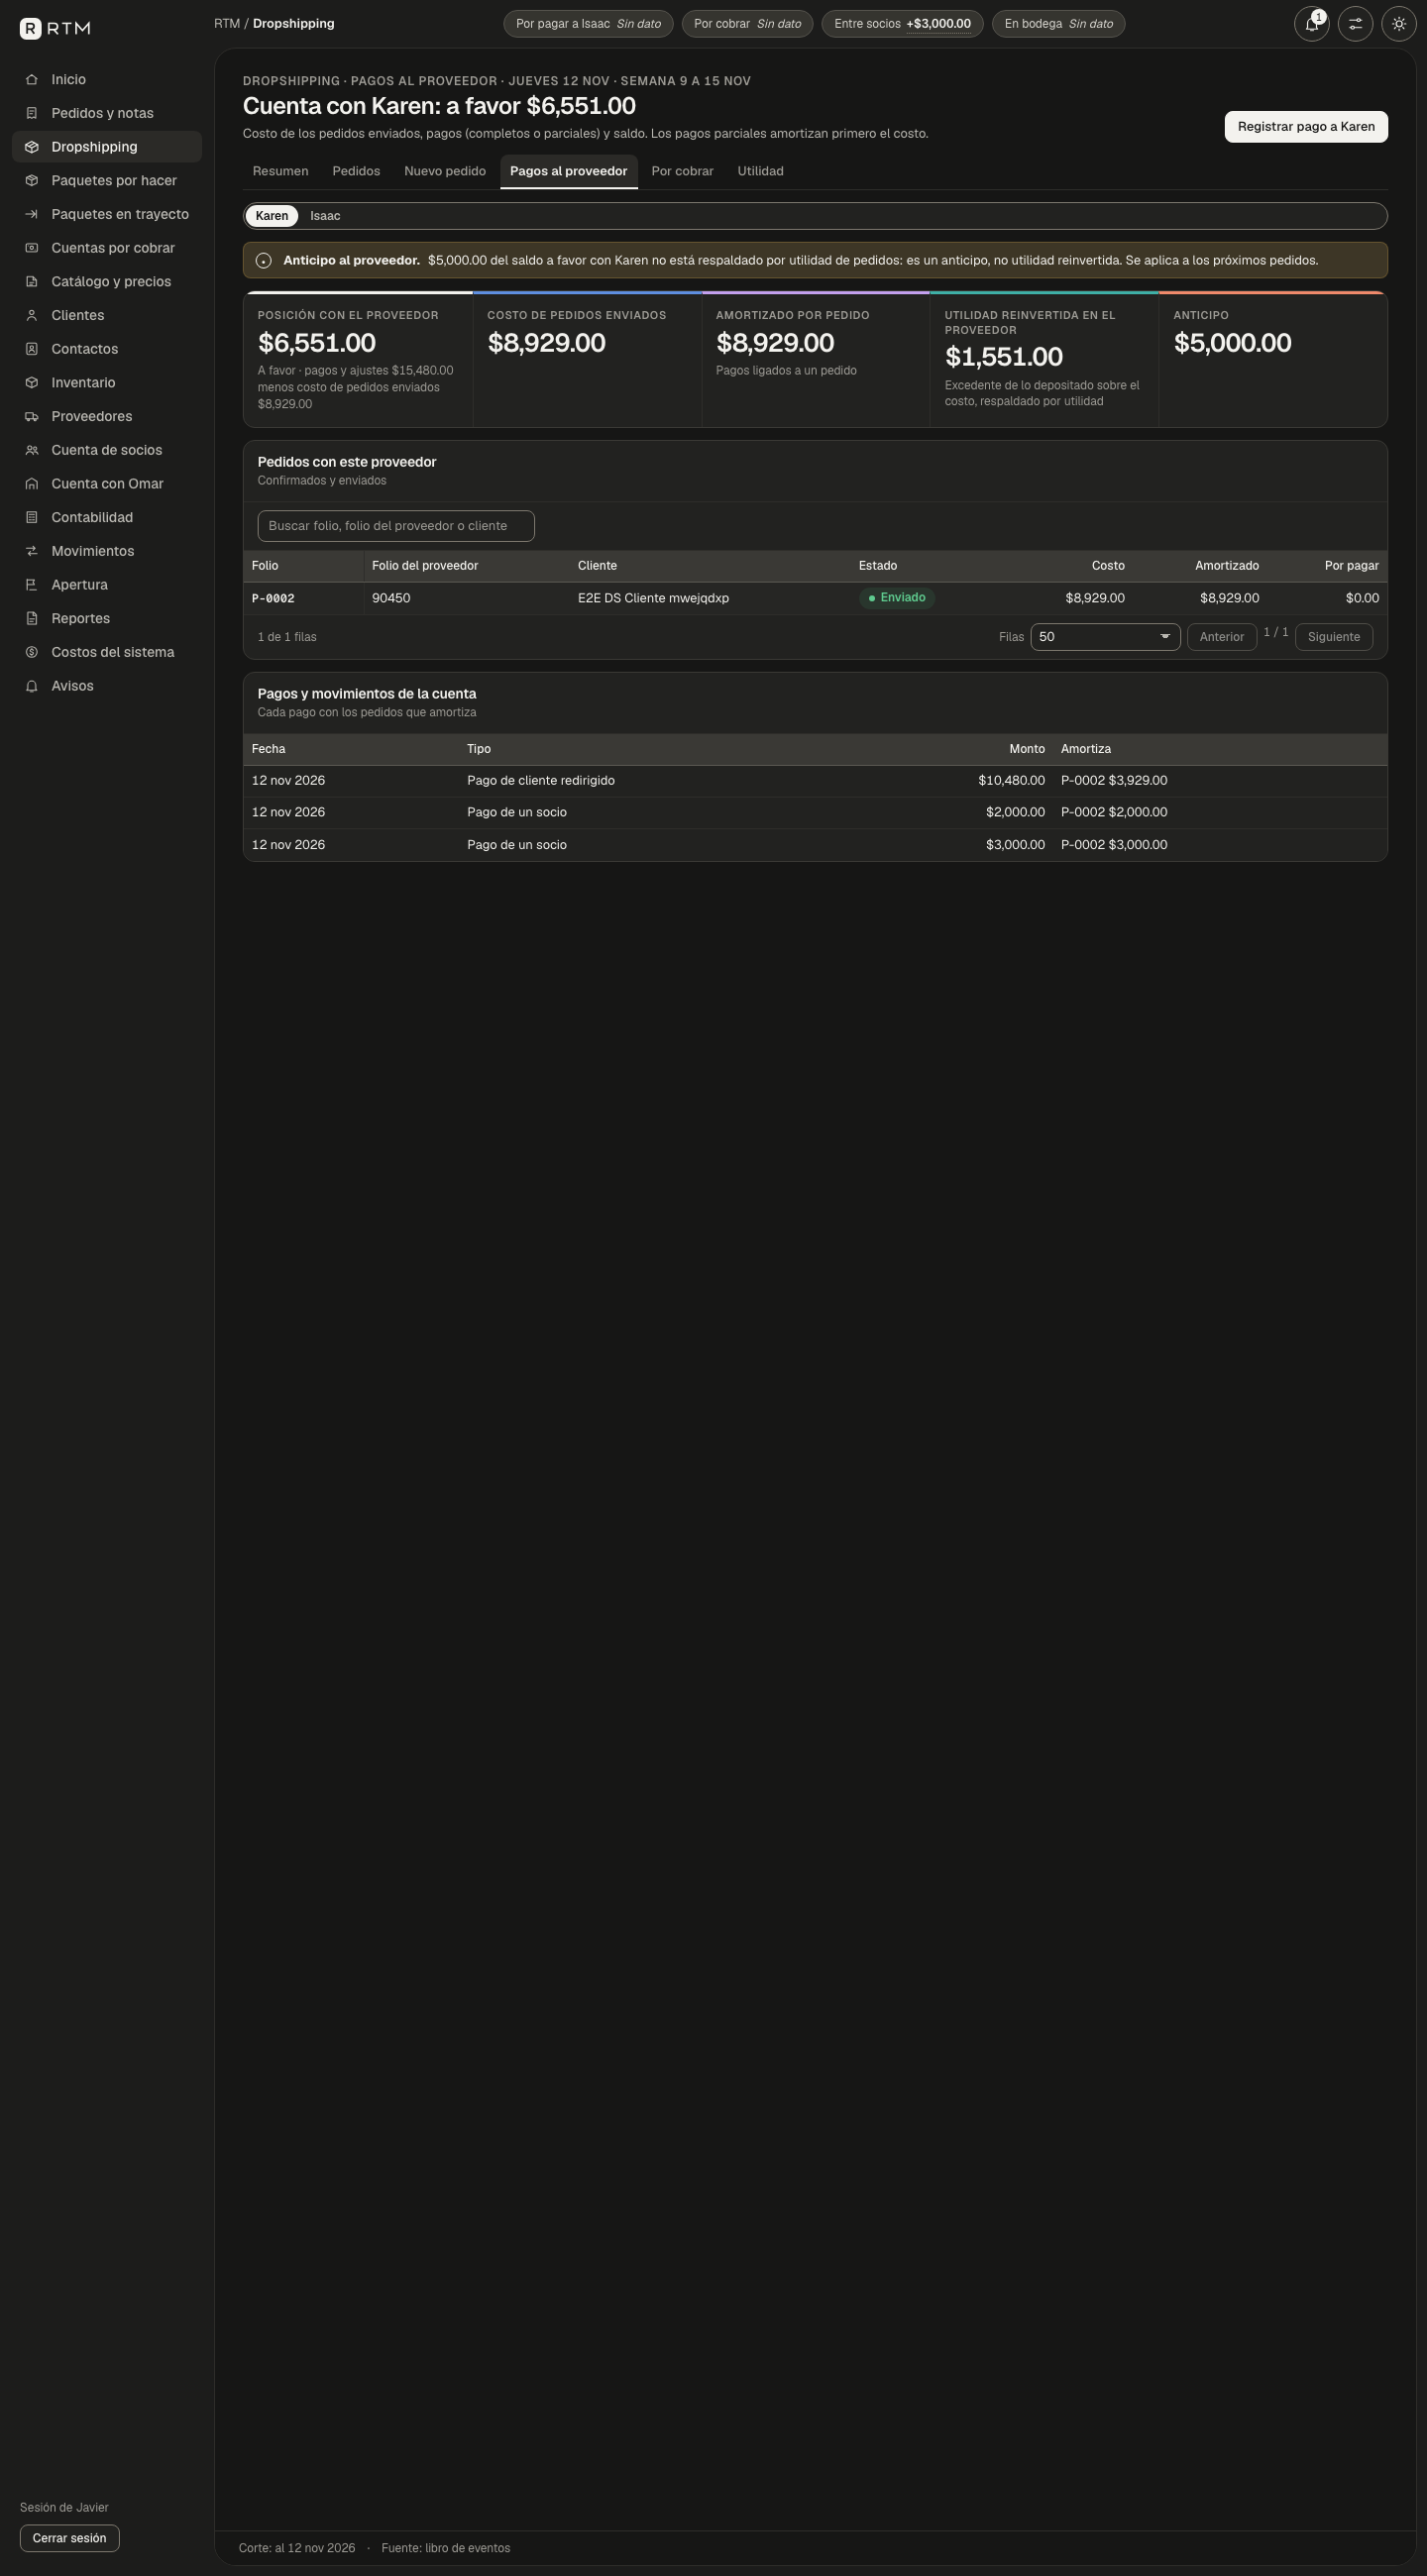 R RTM
RTM / Dropshipping
Por pagar a Isaac Sin dato
Por cobrar Sin dato
Entre socios +$3,000.00
En bodega Sin dato
1
Inicio
Pedidos y notas
Dropshipping
Paquetes por hacer
Paquetes en trayecto
Cuentas por cobrar
Catálogo y precios
Clientes
Contactos
Inventario
Proveedores
Cuenta de socios
Cuenta con Omar
Contabilidad
Movimientos
Apertura
Reportes
Costos del sistema
Avisos
Sesión de Javier
Cerrar sesión
DROPSHIPPING · PAGOS AL PROVEEDOR · JUEVES 12 NOV · SEMANA 9 A 15 NOV
Cuenta con Karen: a favor $6,551.00
Costo de los pedidos enviados, pagos (completos o parciales) y saldo. Los pagos parciales amortizan primero el costo.
Registrar pago a Karen
Resumen Pedidos Nuevo pedido Pagos al proveedor Por cobrar Utilidad
Karen Isaac
Anticipo al proveedor. $5,000.00 del saldo a favor con Karen no está respaldado por utilidad de pedidos: es un anticipo, no utilidad reinvertida. Se aplica a los próximos pedidos.
POSICIÓN CON EL PROVEEDOR
$6,551.00
A favor · pagos y ajustes $15,480.00
menos costo de pedidos enviados
$8,929.00
COSTO DE PEDIDOS ENVIADOS
$8,929.00
AMORTIZADO POR PEDIDO
$8,929.00
Pagos ligados a un pedido
UTILIDAD REINVERTIDA EN EL
PROVEEDOR
$1,551.00
Excedente de lo depositado sobre el
costo, respaldado por utilidad
ANTICIPO
$5,000.00
Pedidos con este proveedor
Confirmados y enviados
Buscar folio, folio del proveedor o cliente
Folio Folio del proveedor Cliente Estado Costo Amortizado Por pagar
P-0002 90450 E2E DS Cliente mwejqdxp Enviado $8,929.00 $8,929.00 $0.00
1 de 1 filas Filas 50 Anterior 1 / 1 Siguiente
Pagos y movimientos de la cuenta
Cada pago con los pedidos que amortiza
Fecha Tipo Monto Amortiza
12 nov 2026 Pago de cliente redirigido $10,480.00 P-0002 $3,929.00
12 nov 2026 Pago de un socio $2,000.00 P-0002 $2,000.00
12 nov 2026 Pago de un socio $3,000.00 P-0002 $3,000.00
Corte: al 12 nov 2026 · Fuente: libro de eventos